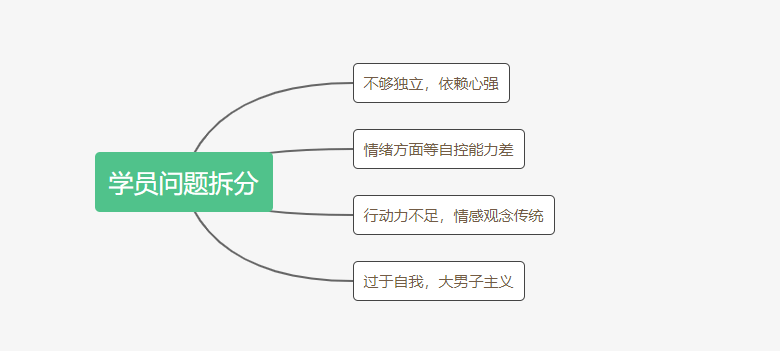 学员问题拆分
不够独立，依赖心强
情绪方面等自控能力差
行动力不足，情感观念传统
过于自我，大男子主义